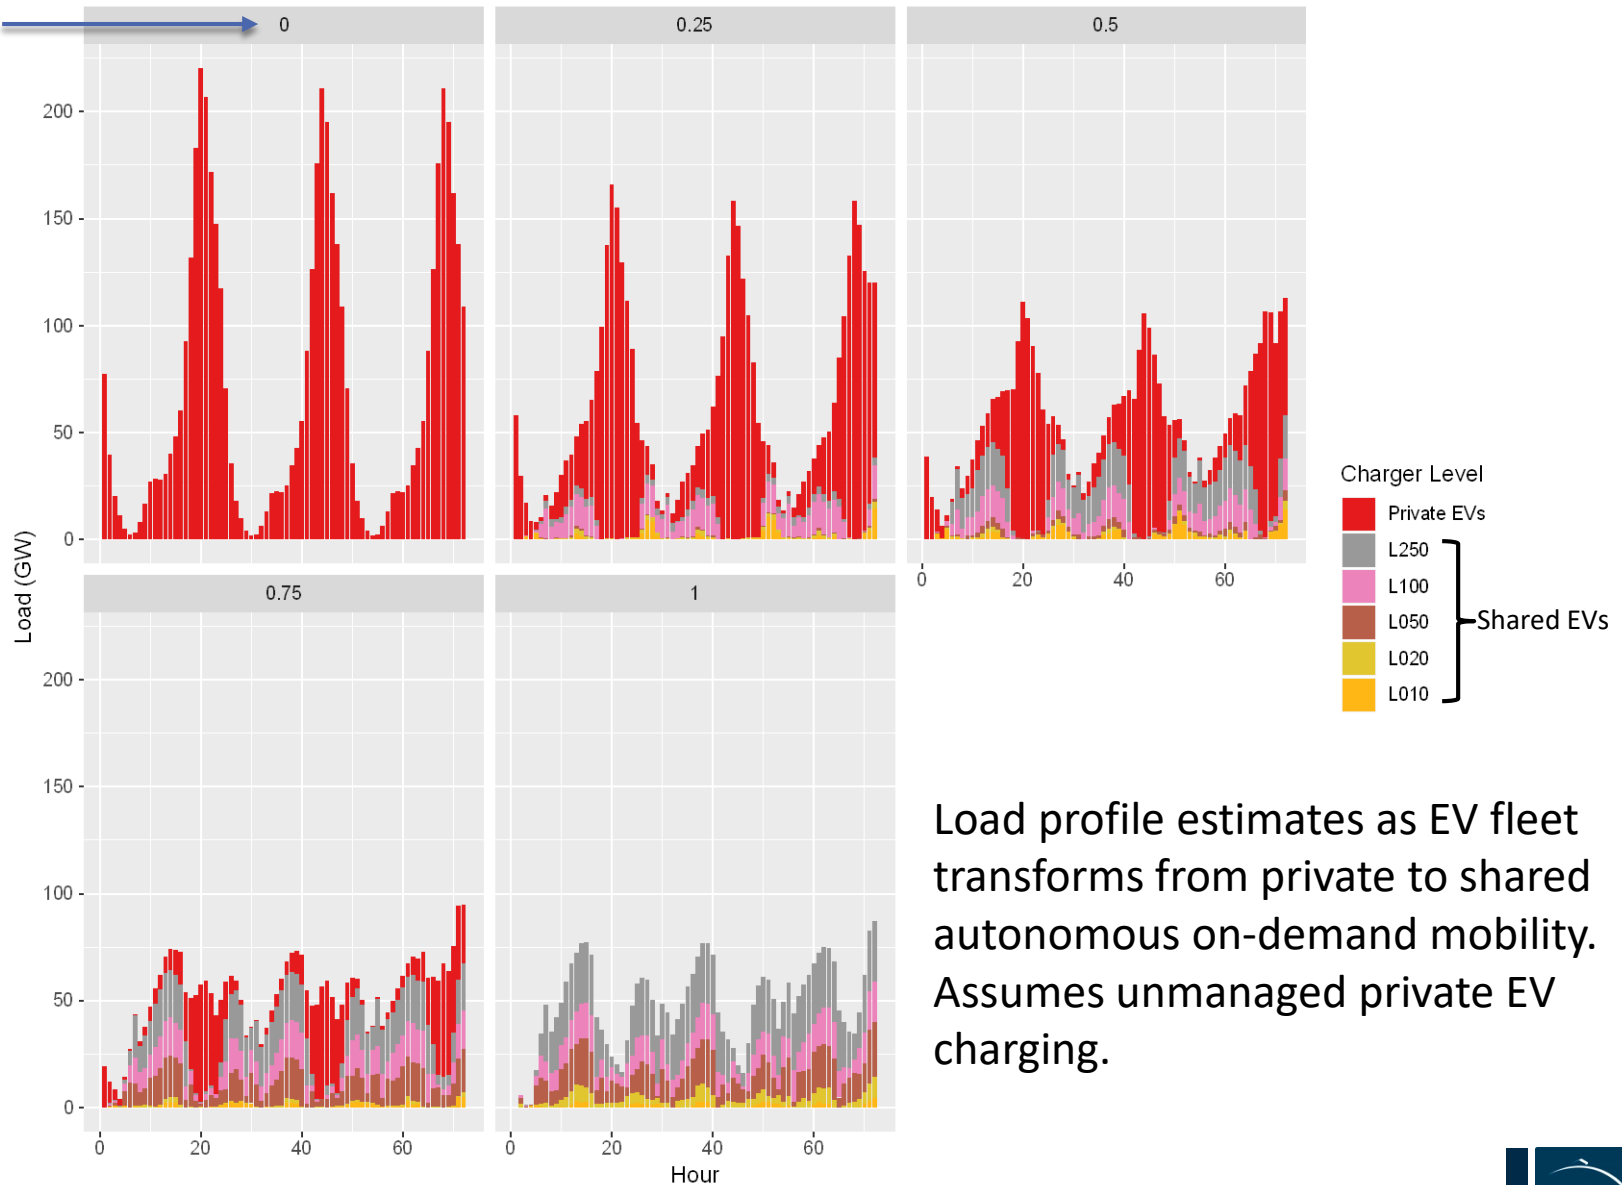 0
0.25
0.5
200
150
100
50
0
0 20 40 60
Load (GW)
Charger Level
Private EVs
L250
L100
L050
L020
L010
Shared EVs
0.75
1
200
150
100
50
0
0 20 40 60
0 20 40 60
Hour
Load profile estimates as EV fleet
transforms from private to shared
autonomous on-demand mobility.
Assumes unmanaged private EV
charging.